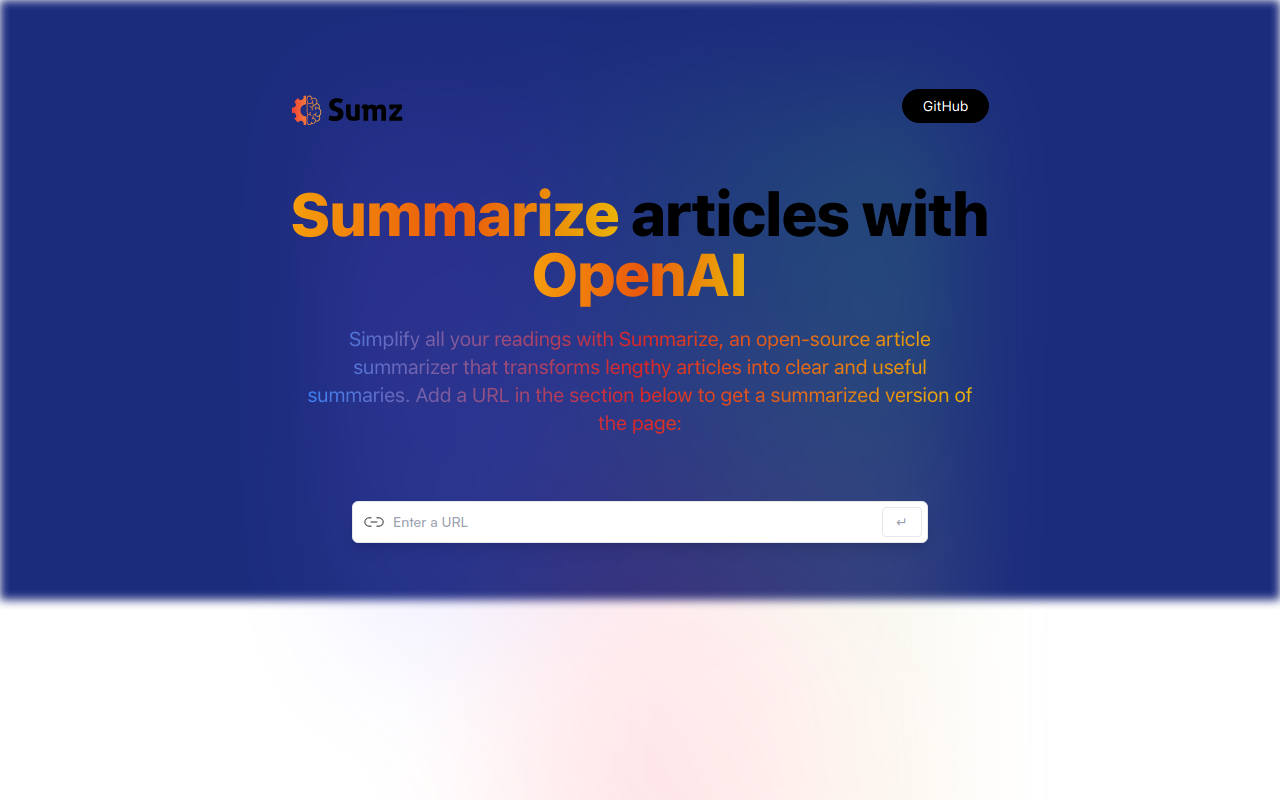 Sumz
GitHub
Summarize articles with
OpenAI
Simplify all your readings with Summarize, an open-source article
summarizer that transforms lengthy articles into clear and useful
summaries. Add a URL in the section below to get a summarized version of
the page:
Enter a URL
↵